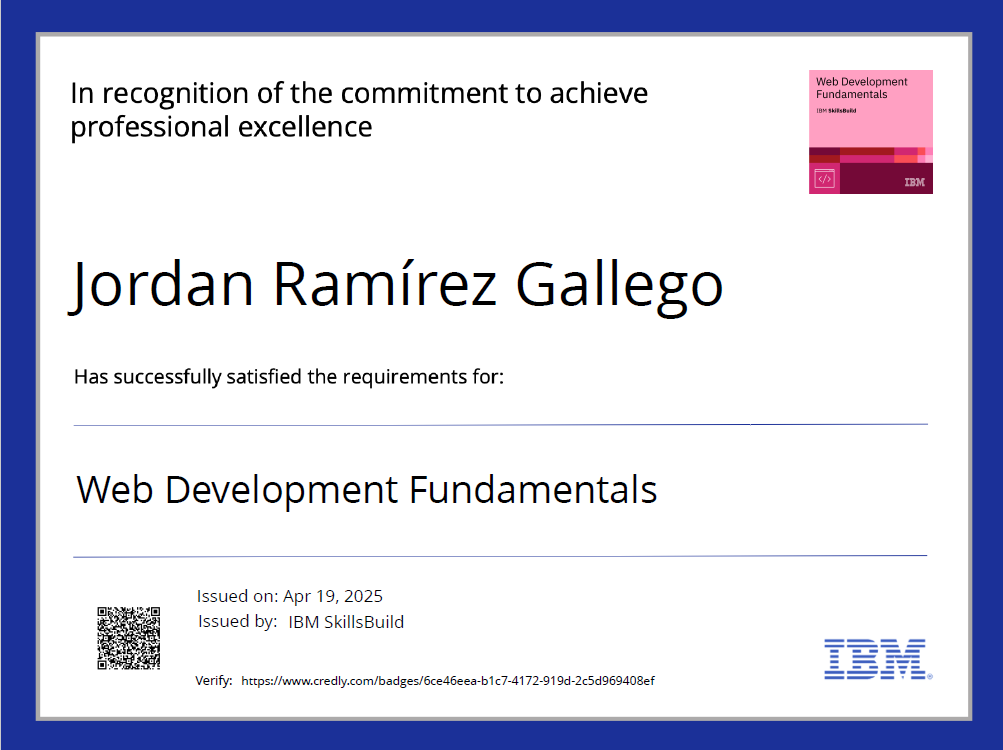 In recognition of the commitment to achieve
professional excellence
Web Development
Fundamentals
IBM SkillsBuild
</>
IBM
Jordan Ramírez Gallego
Has successfully satisfied the requirements for:
Web Development Fundamentals
Issued on: Apr 19, 2025
Issued by: IBM SkillsBuild
IBM®
Verify: https://www.credly.com/badges/6ce46eea-b1c7-4172-919d-2c5d969408ef